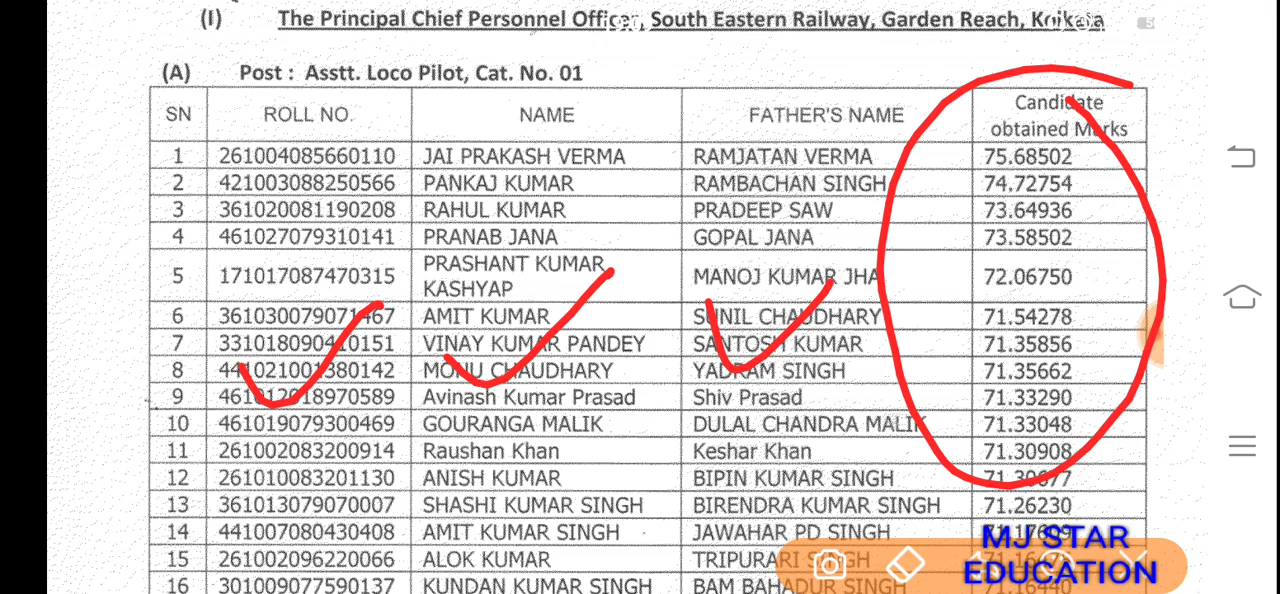 (I) The Principal Chief Personnel Officer, South Eastern Railway, Garden Reach, Kolkata
(A) Post : Asstt. Loco Pilot, Cat. No. 01
SN ROLL NO. NAME FATHER'S NAME Candidate obtained Marks
1 261004085660110 JAI PRAKASH VERMA RAMJATAN VERMA 75.68502
2 421003088250566 PANKAJ KUMAR RAMBACHAN SINGH 74.72754
3 361020081190208 RAHUL KUMAR PRADEEP SAW 73.64936
4 461027079310141 PRANAB JANA GOPAL JANA 73.58502
5 171017087470315 PRASHANT KUMAR KASHYAP MANOJ KUMAR JHA 72.06750
6 361030079071467 AMIT KUMAR SUNIL CHAUDHARY 71.54278
7 331018090410151 VINAY KUMAR PANDEY SANTOSH KUMAR 71.35856
8 441021001380142 MONU CHAUDHARY YADRAM SINGH 71.35662
9 461012018970589 Avinash Kumar Prasad Shiv Prasad 71.33290
10 461019079300469 GOURANGA MALIK DULAL CHANDRA MALIK 71.33048
11 261002083200914 Raushan Khan Keshar Khan 71.30908
12 261010083201130 ANISH KUMAR BIPIN KUMAR SINGH 71.30677
13 361013079070007 SHASHI KUMAR SINGH BIRENDRA KUMAR SINGH 71.26230
14 441007080430408 AMIT KUMAR SINGH JAWAHAR PD SINGH
15 261002096220066 ALOK KUMAR TRIPURARI SINGH
16 301009077590137 KUNDAN KUMAR SINGH BAM BAHADUR SINGH 71.16440
MJ STAR
EDUCATION